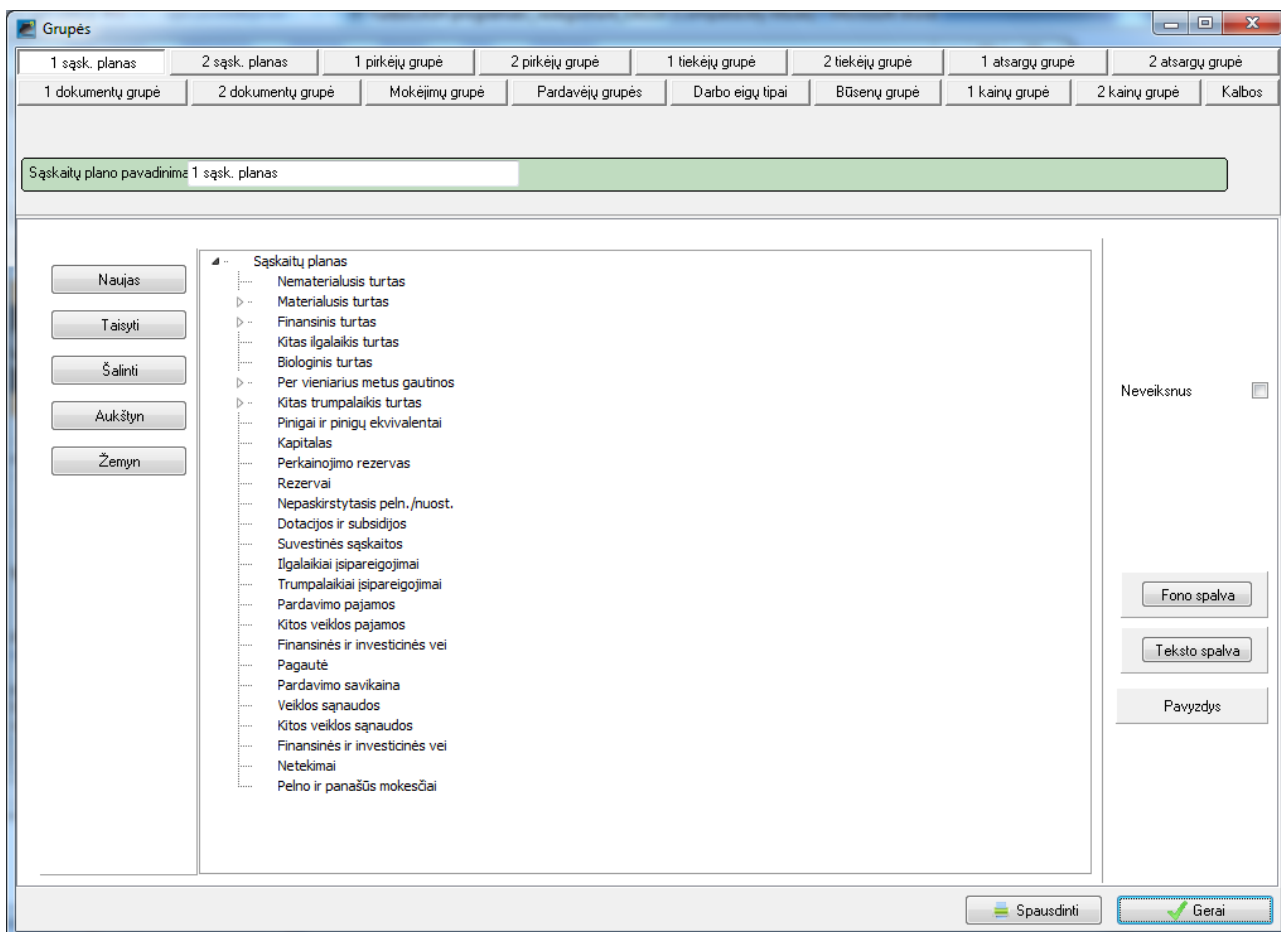 Grupės
1 sąsk. planas 2 sąsk. planas 1 pirkėjų grupė 2 pirkėjų grupė 1 tiekėjų grupė 2 tiekėjų grupė 1 atsargų grupė 2 atsargų grupė
1 dokumentų grupė 2 dokumentų grupė Mokėjimų grupė Pardavėjų grupės Darbo eigų tipai Būsenų grupė 1 kainų grupė 2 kainų grupė Kalbos
Sąskaitų plano pavadinima 1 sąsk. planas
Naujas
Taisyti
Šalinti
Aukštyn
Žemyn
Sąskaitų planas
Nematerialusis turtas
Materialusis turtas
Finansinis turtas
Kitas ilgalaikis turtas
Biologinis turtas
Per vieniarius metus gautinos
Kitas trumpalaikis turtas
Pinigai ir pinigų ekvivalentai
Kapitalas
Perkainojimo rezervas
Rezervai
Nepaskirstytasis peln./nuost.
Dotacijos ir subsidijos
Suvestinės sąskaitos
Ilgalaikiai įsipareigojimai
Trumpalaikiai įsipareigojimai
Pardavimo pajamos
Kitos veiklos pajamos
Finansinės ir investicinės vei
Pagautė
Pardavimo savikaina
Veiklos sąnaudos
Kitos veiklos sąnaudos
Finansinės ir investicinės vei
Netekimai
Pelno ir panašūs mokesčiai
Neveiksnus
Fono spalva
Teksto spalva
Pavyzdys
Spausdinti Gerai